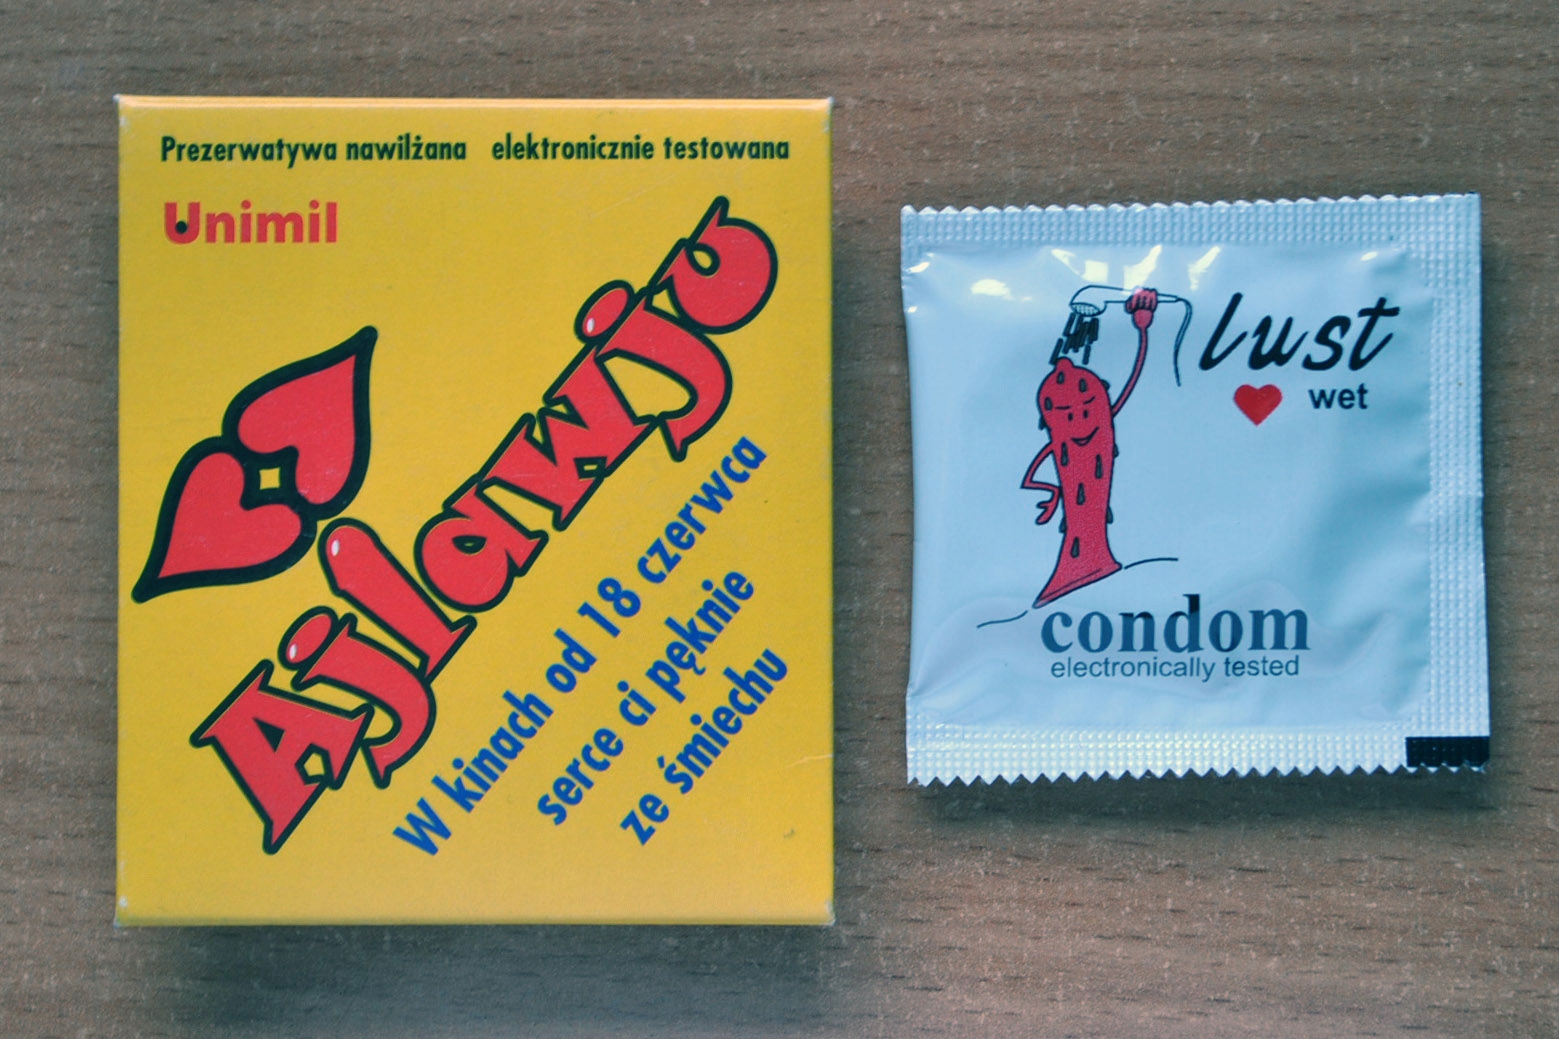 Prezerwatywa nawilżana elektronicznie testowana
Unimil
Ajlawju
W kinach od 18 czerwca
serce ci pęknie
ze śmiechu
lust
wet
condom
electronically tested